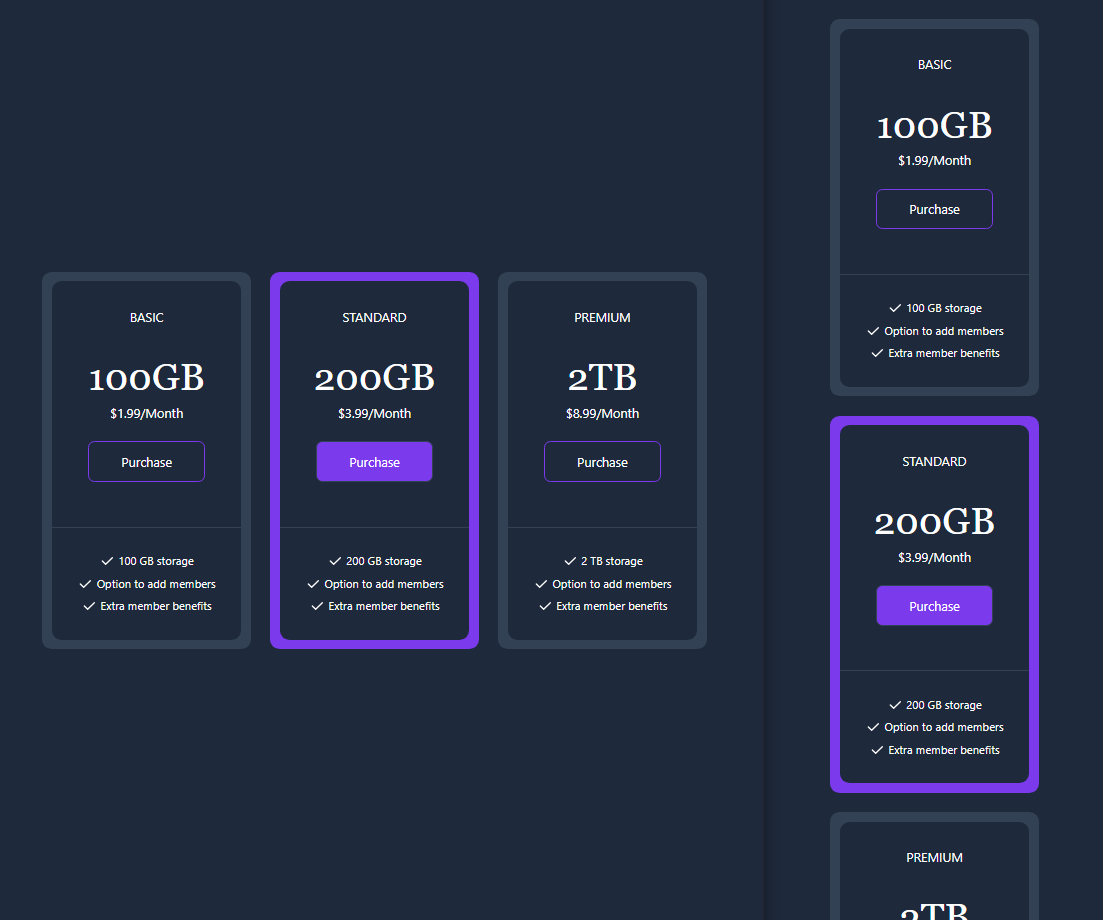 BASIC
100GB
$1.99/Month
Purchase
100 GB storage
Option to add members
Extra member benefits
STANDARD
200GB
$3.99/Month
Purchase
200 GB storage
Option to add members
Extra member benefits
PREMIUM
2TB
$8.99/Month
Purchase
2 TB storage
Option to add members
Extra member benefits
BASIC
100GB
$1.99/Month
Purchase
100 GB storage
Option to add members
Extra member benefits
STANDARD
200GB
$3.99/Month
Purchase
200 GB storage
Option to add members
Extra member benefits
PREMIUM
2TB